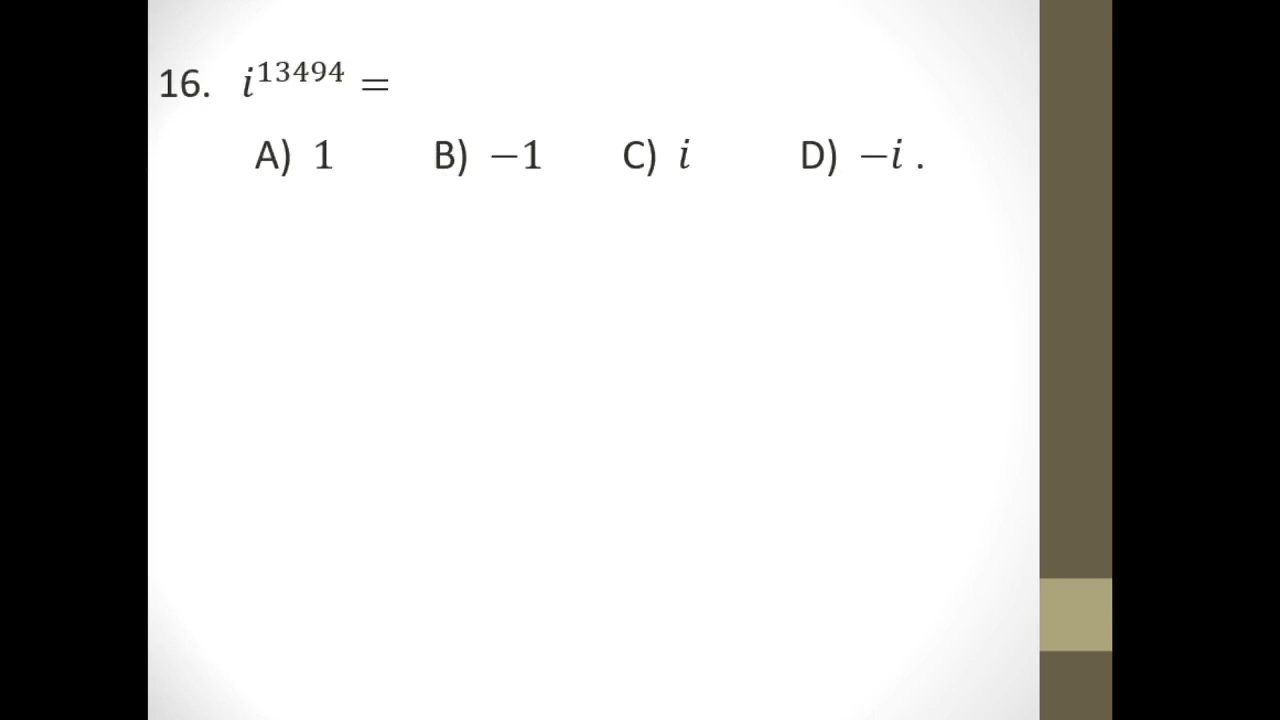 16. i^13494 =
A) 1 B) −1 C) i D) −i .